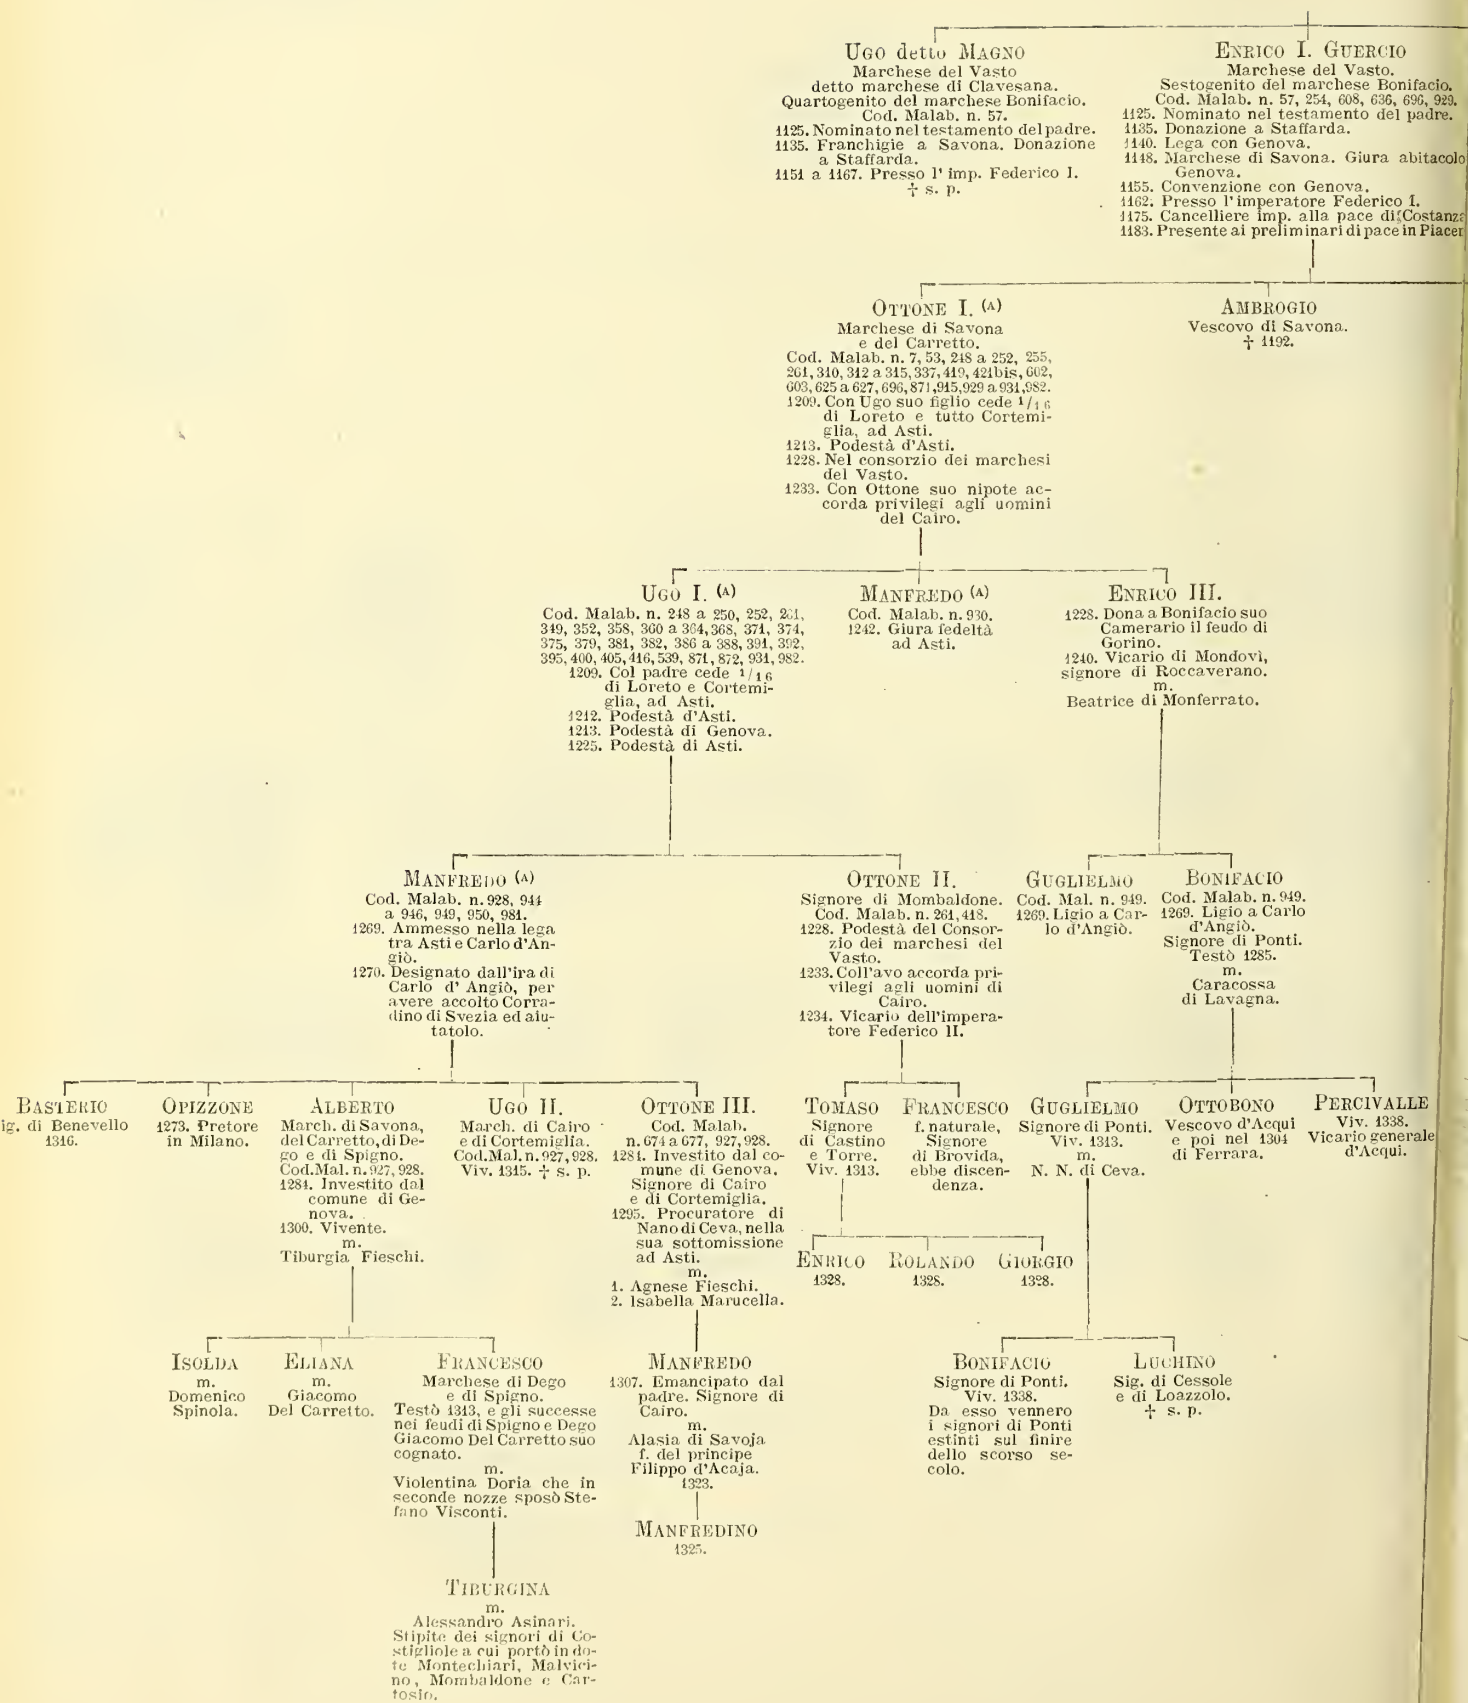 UGO detto MAGNO
Marchese del Vasto
detto marchese di Clavesana.
Quartogenito del marchese Bonifacio.
Cod. Malab. n. 57.
1125. Nominato nel testamento del padre.
1135. Franchigie a Savona. Donazione
a Staffarda.
1151 a 1167. Presso l'imp. Federico I.
† s. p.
ENRICO I. GUERCIO
Marchese del Vasto.
Sestogenito del marchese Bonifacio.
Cod. Malab. n. 57, 254, 608, 636, 696, 929.
1125. Nominato nel testamento del padre.
1135. Donazione a Staffarda.
1140. Lega con Genova.
1148. Marchese di Savona. Giura abitacolo
Genova.
1155. Convenzione con Genova.
1162. Presso l'imperatore Federico I.
1175. Cancelliere imp. alla pace di Costanza
1183. Presente ai preliminari di pace in Piacen
OTTONE I. (A)
Marchese di Savona
e del Carretto.
Cod. Malab. n. 7, 53, 248 a 252, 255,
261, 310, 312 a 315, 337, 419, 421bis, 602,
603, 625 a 627, 696, 871, 915, 929 a 931, 982.
1209. Con Ugo suo figlio cede 1/16
di Loreto e tutto Cortemi-
glia, ad Asti.
1213. Podestà d'Asti.
1228. Nel consorzio dei marchesi
del Vasto.
1233. Con Ottone suo nipote ac-
corda privilegi agli uomini
del Cairo.
AMBROGIO
Vescovo di Savona.
† 1192.
UGO I. (A)
Cod. Malab. n. 248 a 250, 252, 261,
349, 352, 358, 360 a 364, 368, 371, 374,
375, 379, 381, 382, 386 a 388, 391, 392,
395, 400, 405, 416, 539, 871, 872, 931, 982.
1209. Col padre cede 1/16
di Loreto e Cortemi-
glia, ad Asti.
1212. Podestà d'Asti.
1213. Podestà di Genova.
1225. Podestà di Asti.
MANFREDO (A)
Cod. Malab. n. 930.
1242. Giura fedeltà
ad Asti.
ENRICO III.
1228. Dona a Bonifacio suo
Camerario il feudo di
Gorino.
1240. Vicario di Mondovì,
signore di Roccaverano.
m.
Beatrice di Monferrato.
MANFREDO (A)
Cod. Malab. n. 928, 944
a 946, 949, 950, 981.
1269. Ammesso nella lega
tra Asti e Carlo d'An-
giò.
1270. Designato dall'ira di
Carlo d' Angiò, per
avere accolto Corra-
dino di Svezia ed aiu-
tatolo.
OTTONE II.
Signore di Mombaldone.
Cod. Malab. n. 261, 418.
1228. Podestà del Consor-
zio dei marchesi del
Vasto.
1233. Coll'avo accorda pri-
vilegi agli uomini di
Cairo.
1234. Vicario dell'impera-
tore Federico II.
GUGLIELMO
Cod. Mal. n. 949.
1269. Ligio a Car-
lo d'Angiò.
BONIFACIO
Cod. Malab. n. 949.
1269. Ligio a Carlo
d'Angiò.
Signore di Ponti.
Testò 1285.
m.
Caracossa
di Lavagna.
BASTERIO
ig. di Benevello
1316.
OPIZZONE
1273. Pretore
in Milano.
ALBERTO
March. di Savona,
del Carretto, di De-
go e di Spigno.
Cod. Mal. n. 927, 928.
1281. Investito dal
comune di Ge-
nova.
1300. Vivente.
m.
Tiburgia Fieschi.
UGO II.
March. di Cairo
e di Cortemiglia.
Cod. Mal. n. 927, 928.
Viv. 1315. † s. p.
OTTONE III.
Cod. Malab.
n. 674 a 677, 927, 928.
1281. Investito dal co-
mune di Genova.
Signore di Cairo
e di Cortemiglia.
1295. Procuratore di
Nano di Ceva, nella
sua sottomissione
ad Asti.
m.
1. Agnese Fieschi.
2. Isabella Marucella.
TOMASO
Signore
di Castino
e Torre.
Viv. 1313.
FRANCESCO
f. naturale,
Signore
di Brovida,
ebbe discen-
denza.
GUGLIELMO
Signore di Ponti.
Viv. 1313.
m.
N. N. di Ceva.
OTTOBONO
Vescovo d'Acqui
e poi nel 1304
di Ferrara.
PERCIVALLE
Viv. 1338.
Vicario generale
d'Acqui.
ENRICO
1328.
ROLANDO
1328.
GIORGIO
1328.
ISOLDA
m.
Domenico
Spinola.
ELIANA
m.
Giacomo
Del Carretto.
FRANCESCO
Marchese di Dego
e di Spigno.
Testò 1313, e gli successe
nei feudi di Spigno e Dego
Giacomo Del Carretto suo
cognato.
m.
Violentina Doria che in
seconde nozze sposò Ste-
fano Visconti.
MANFREDO
1307. Emancipato dal
padre. Signore di
Cairo.
m.
Alasia di Savoja
f. del principe
Filippo d'Acaja.
1323.
BONIFACIO
Signore di Ponti.
Viv. 1338.
Da esso vennero
i signori di Ponti
estinti sul finire
dello scorso se-
colo.
LUCHINO
Sig. di Cessole
e di Loazzolo.
† s. p.
MANFREDINO
1325.
TIBURGINA
m.
Alessandro Asinari.
Stipite dei signori di Co-
stigliole a cui portò in do-
te Montechiari, Malvici-
no, Mombaldone e Car-
tosio.